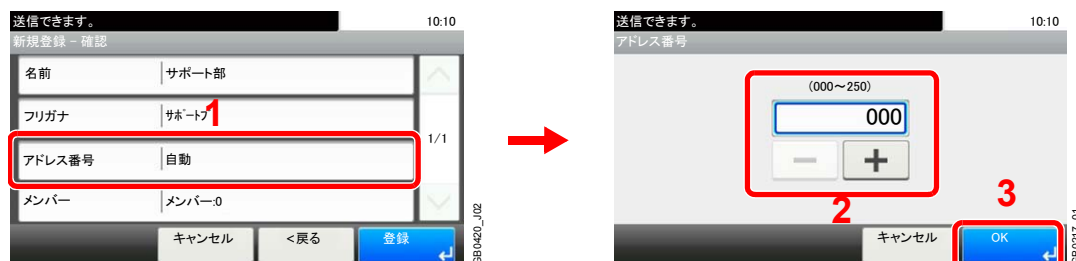 送信できます。 10:10
新規登録 - 確認
名前 サポート部
フリガナ ｻﾎﾟｰﾄﾌ
1
アドレス番号 自動
1/1
メンバー メンバー:0
キャンセル <戻る 登録
GB0420_J02
送信できます。 10:10
アドレス番号
(000～250)
000
2
3
キャンセル OK
GB0217_01